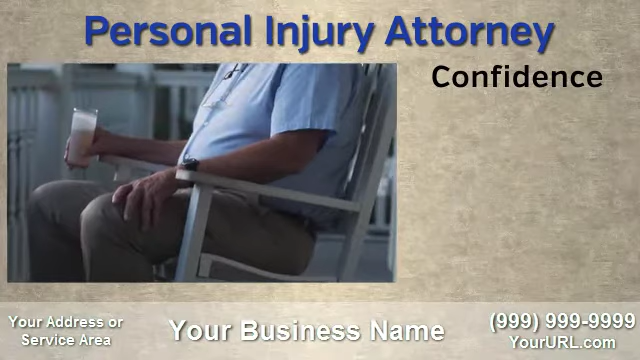 Personal Injury Attorney
Confidence
Your Address or
Service Area
Your Business Name
(999) 999-9999
YourURL.com